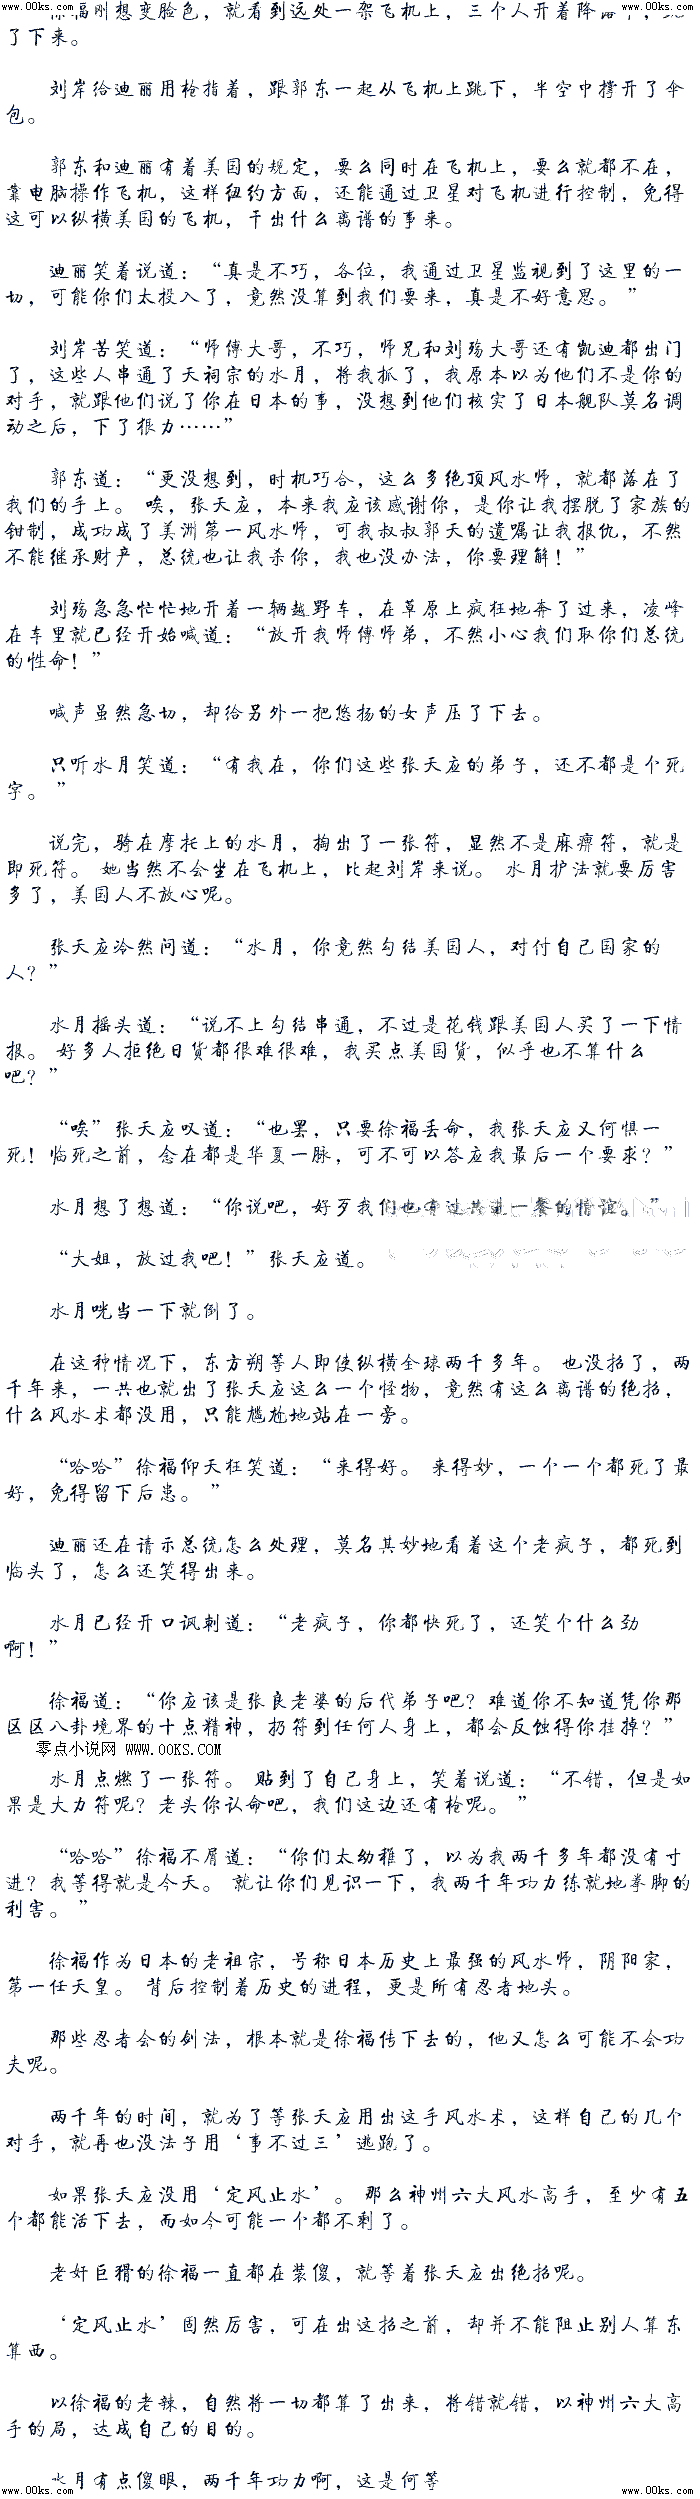 www.00ks.com www.00ks.com
徐福刚想变脸色，就看到远处一架飞机上，三个人开着降落伞，跳
了下来。
刘岸给迪丽用枪指着，跟郭东一起从飞机上跳下，半空中撑开了伞
包。
郭东和迪丽有着美国的规定，要么同时在飞机上，要么就都不在，
靠电脑操作飞机，这样纽约方面，还能通过卫星对飞机进行控制，免得
这可以纵横美国的飞机，干出什么离谱的事来。
迪丽笑着说道：“真是不巧，各位，我通过卫星监视到了这里的一
切，可能你们太投入了，竟然没算到我们要来，真是不好意思。”
刘岸苦笑道：“师傅大哥，不巧，师兄和刘殇大哥还有凯迪都出门
了，这些人串通了天祠宗的水月，将我抓了，我原本以为他们不是你的
对手，就跟他们说了你在日本的事，没想到他们核实了日本舰队莫名调
动之后，下了狠力……”
郭东道：“更没想到，时机巧合，这么多绝顶风水师，就都落在了
我们的手上。 唉，张天应，本来我应该感谢你，是你让我摆脱了家族的
钳制，成功成了美洲第一风水师，可我叔叔郭天的遗嘱让我报仇，不然
不能继承财产，总统也让我杀你，我也没办法，你要理解！”
刘殇急急忙忙地开着一辆越野车，在草原上疯狂地奔了过来，凌峰
在车里就已经开始喊道：“放开我师傅师弟，不然小心我们取你们总统
的性命！”
喊声虽然急切，却给另外一把悠扬的女声压了下去。
只听水月笑道：“有我在，你们这些张天应的弟子，还不都是个死
字。”
说完，骑在摩托上的水月，掏出了一张符，显然不是麻痹符，就是
即死符。 她当然不会坐在飞机上，比起刘岸来说。 水月护法就要厉害
多了，美国人不放心呢。
张天应冷然问道：“水月，你竟然勾结美国人，对付自己国家的
人？”
水月摇头道：“说不上勾结串通，不过是花钱跟美国人买了一下情
报。 好多人拒绝日货都很难很难，我买点美国货，似乎也不算什么
吧？”
“唉”张天应叹道：“也罢，只要徐福丢命，我张天应又何惧一
死！临死之前，念在都是华夏一脉，可不可以答应我最后一个要求？”
水月想了想道：“你说吧，好歹我们也有过共进一餐的情谊。”
“大姐，放过我吧！”张天应道。
水月咣当一下就倒了。
在这种情况下，东方朔等人即使纵横全球两千多年。 也没招了，两
千年来，一共也就出了张天应这么一个怪物，竟然有这么离谱的绝招，
什么风水术都没用，只能尴尬地站在一旁。
“哈哈”徐福仰天狂笑道：“来得好。 来得妙，一个一个都死了最
好，免得留下后患。”
迪丽还在请示总统怎么处理，莫名其妙地看着这个老疯子，都死到
临头了，怎么还笑得出来。
水月已经开口讽刺道：“老疯子，你都快死了，还笑个什么劲
啊！”
徐福道：“你应该是张良老婆的后代弟子吧？难道你不知道凭你那
区区八卦境界的十点精神，扔符到任何人身上，都会反蚀得你挂掉？”
零点小说网 www.00KS.COM
水月点燃了一张符。 贴到了自己身上，笑着说道：“不错，但是如
果是大力符呢？老头你认命吧，我们这边还有枪呢。”
“哈哈”徐福不屑道：“你们太幼稚了，以为我两千多年都没有寸
进？我等得就是今天。 就让你们见识一下，我两千年功力练就地拳脚的
利害。”
徐福作为日本的老祖宗，号称日本历史上最强的风水师，阴阳家，
第一任天皇。 背后控制着历史的进程，更是所有忍者地头。
那些忍者会的剑法，根本就是徐福传下去的，他又怎么可能不会功
夫呢。
两千年的时间，就为了等张天应用出这手风水术，这样自己的几个
对手，就再也没法子用‘事不过三’逃跑了。
如果张天应没用‘定风止水’。 那么神州六大风水高手，至少有五
个都能活下去，而如今可能一个都不剩了。
老奸巨猾的徐福一直都在装傻，就等着张天应出绝招呢。
‘定风止水’固然厉害，可在出这招之前，却并不能阻止别人算东
算西。
以徐福的老辣，自然将一切都算了出来，将错就错，以神州六大高
手的局，达成自己的目的。
水月有点傻眼，两千年功力啊，这是何等
www.00ks.com www.00ks.com